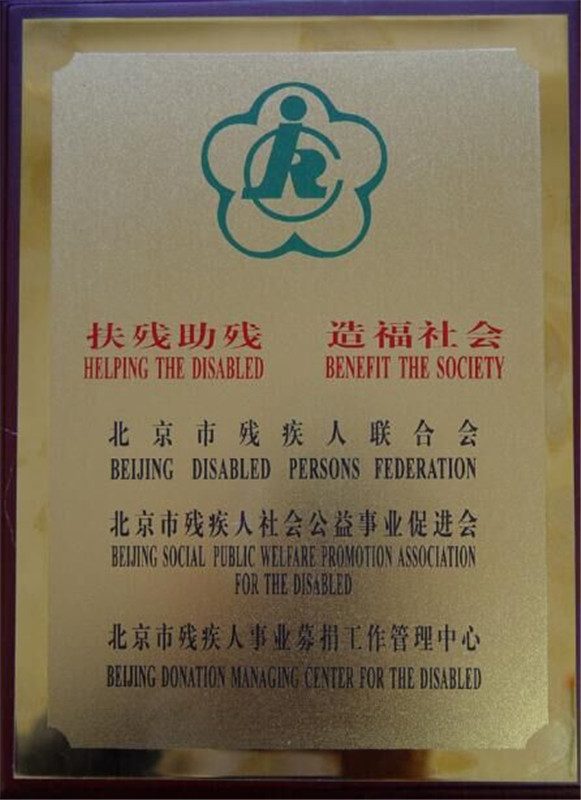 扶残助残 造福社会
HELPING THE DISABLED BENEFIT THE SOCIETY
北京市残疾人联合会
BEIJING DISABLED PERSONS FEDERATION
北京市残疾人社会公益事业促进会
BEIJING SOCIAL PUBLIC WELFARE PROMOTION ASSOCIATION
FOR THE DISABLED
北京市残疾人事业募捐工作管理中心
BEIJING DONATION MANAGING CENTER FOR THE DISABLED